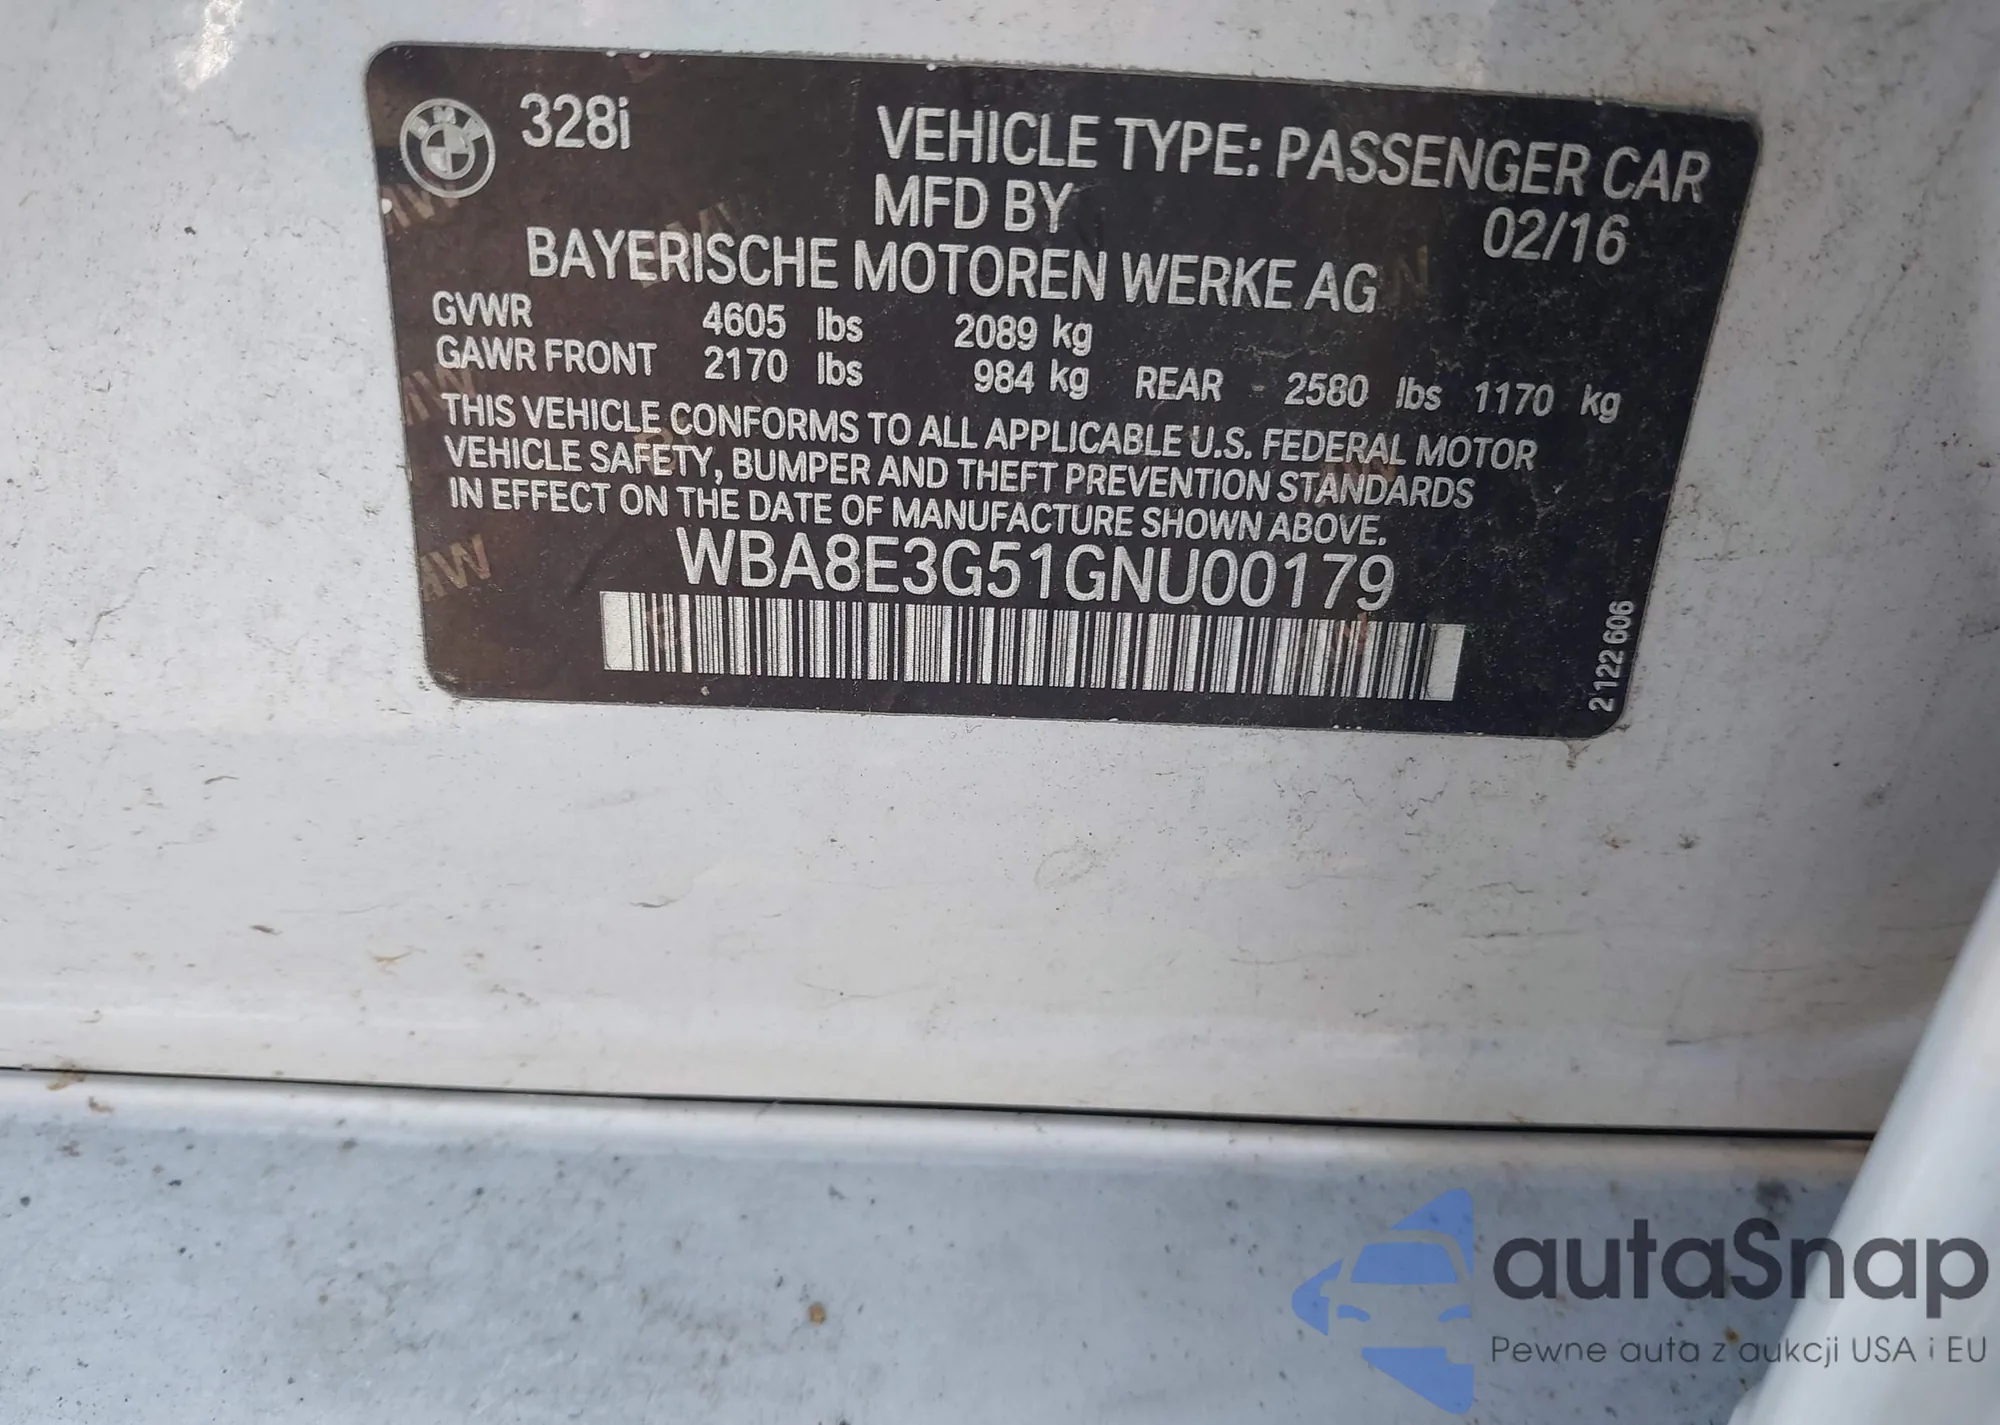 328i
VEHICLE TYPE: PASSENGER CAR
MFD BY 02/16
BAYERISCHE MOTOREN WERKE AG
GVWR 4605 lbs 2089 kg
GAWR FRONT 2170 lbs 984 kg REAR - 2580 lbs 1170 kg
THIS VEHICLE CONFORMS TO ALL APPLICABLE U.S. FEDERAL MOTOR
VEHICLE SAFETY, BUMPER AND THEFT PREVENTION STANDARDS
IN EFFECT ON THE DATE OF MANUFACTURE SHOWN ABOVE.
WBA8E3G51GNU00179
2 122 606
autaSnap
Pewne auta z aukcji USA i EU